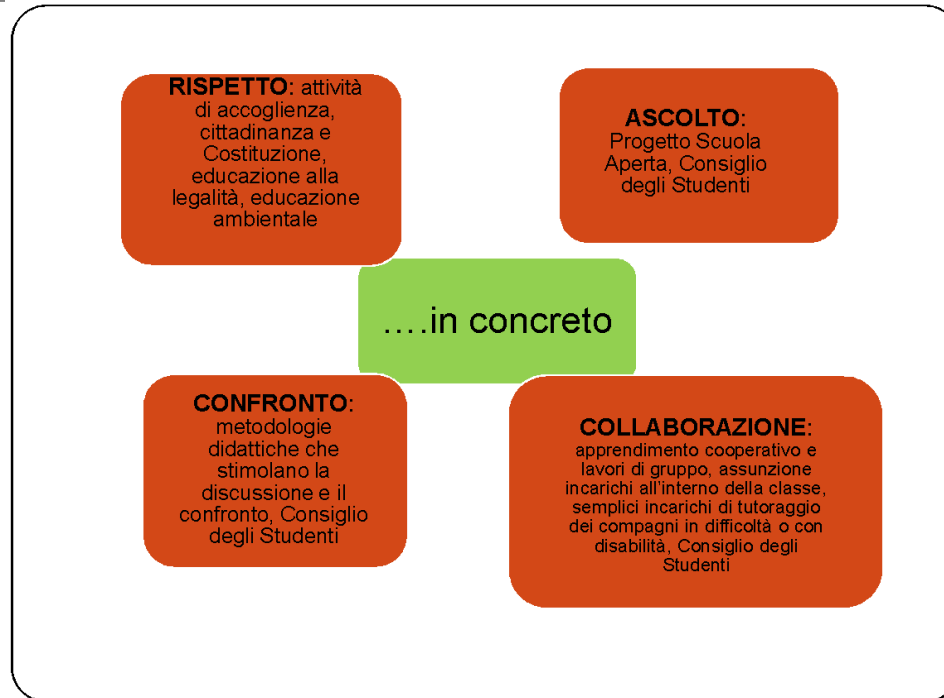 RISPETTO: attività
di accoglienza,
cittadinanza e
Costituzione,
educazione alla
legalità, educazione
ambientale
ASCOLTO:
Progetto Scuola
Aperta, Consiglio
degli Studenti
....in concreto
CONFRONTO:
metodologie
didattiche che
stimolano la
discussione e il
confronto, Consiglio
degli Studenti
COLLABORAZIONE:
apprendimento cooperativo e
lavori di gruppo, assunzione
incarichi all'interno della classe,
semplici incarichi di tutoraggio
dei compagni in difficoltà o con
disabilità, Consiglio degli
Studenti